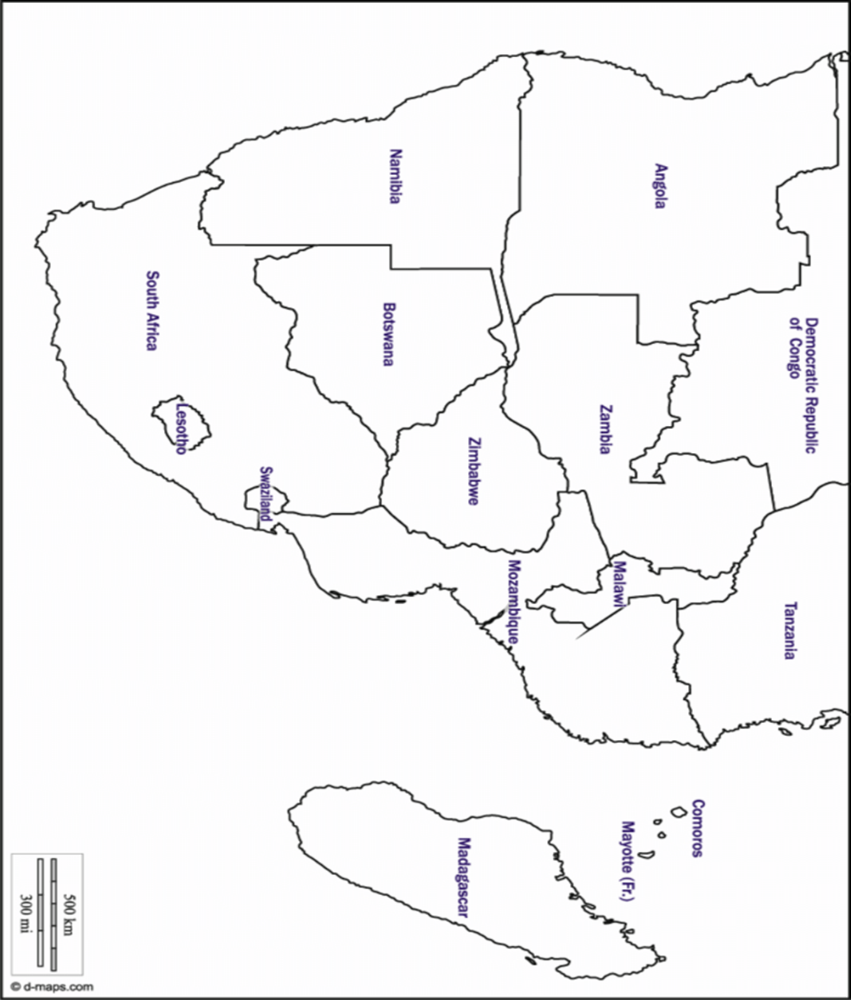 Democratic Republic
of Congo
Angola
Tanzania
Zambia
Malawi
Comoros
Mayotte (Fr.)
Mozambique
Namibia
Botswana
Zimbabwe
Madagascar
South Africa
Lesotho
Swaziland
500 km
300 mi
© d-maps.com